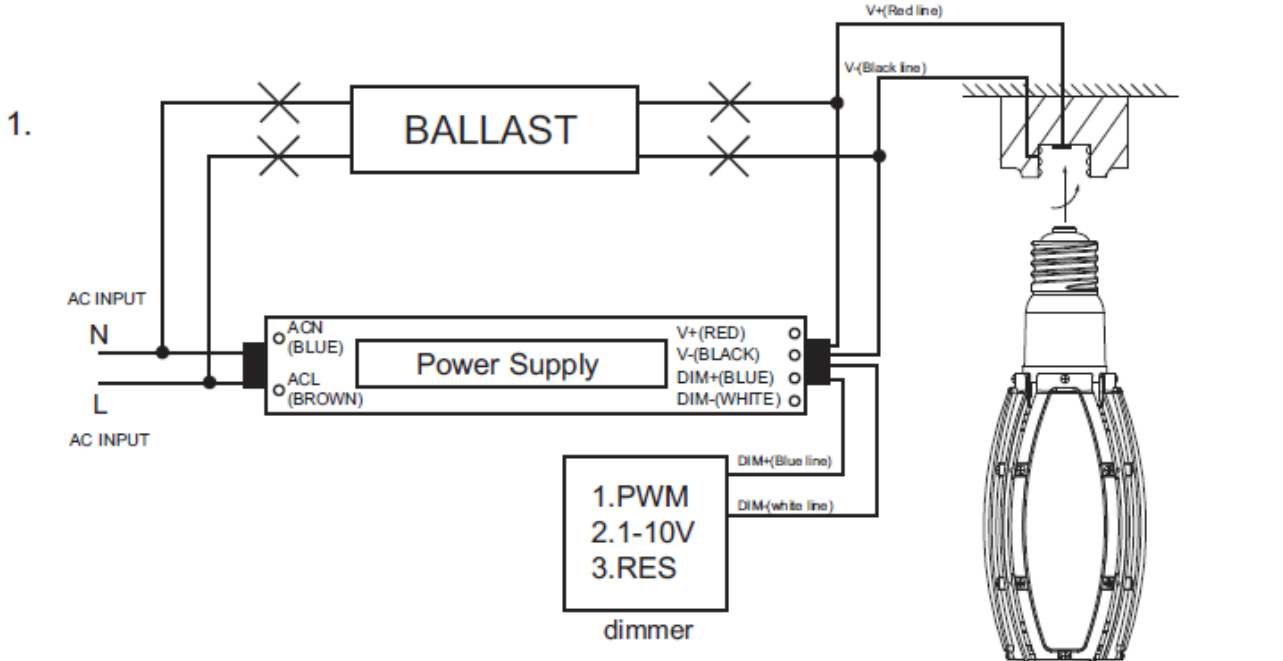 V+(Red line)
V-(Black line)
1.
BALLAST
AC INPUT
N
L
AC INPUT
ACN
(BLUE)
ACL
(BROWN)
Power Supply
V+(RED)
V-(BLACK)
DIM+(BLUE)
DIM-(WHITE)
DIM+(Blue line)
DIM-(white line)
1.PWM
2.1-10V
3.RES
dimmer